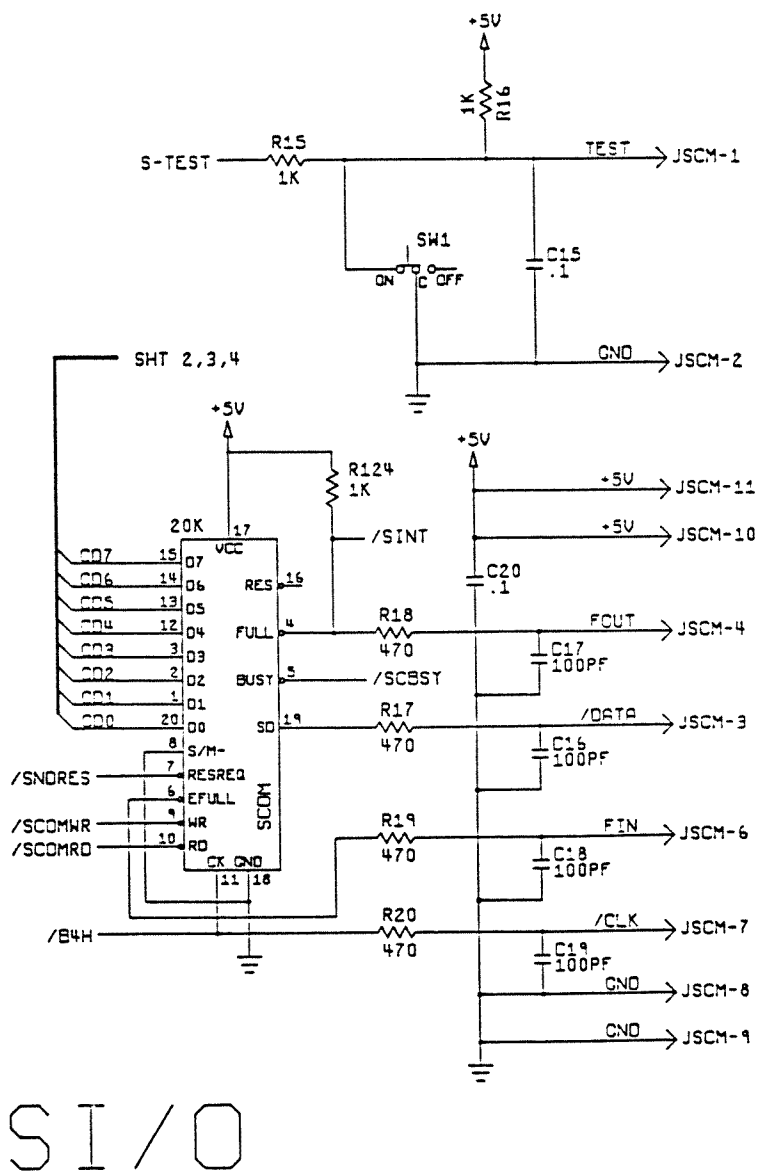 +5V
1K
R16
R15
S-TEST
1K
TEST
JSCM-1
SW1
ON
C
OFF
C15
.1
GND
JSCM-2
SHT 2,3,4
+5V
+5V
R124
1K
+5V
JSCM-11
20K
17
VCC
/SINT
+5V
JSCM-10
CD7
15
D7
C20
.1
CD6
14
D6
RES
16
CD5
13
D5
R18
CD4
12
D4
FULL
4
470
FOUT
JSCM-4
CD3
3
D3
C17
100PF
CD2
2
D2
BUSY
5
/SCBSY
CD1
1
D1
R17
CD0
20
D0
SD
19
470
/DATA
JSCM-3
8
S/M-
C16
100PF
/SNDRES
7
RESREQ
6
EFULL
SCOM
/SCOMWR
9
WR
R19
470
FIN
JSCM-6
/SCOMRD
10
RD
CK
GND
C18
100PF
11
18
/B4H
R20
470
/CLK
JSCM-7
C19
100PF
GND
JSCM-8
GND
JSCM-9
SI/O